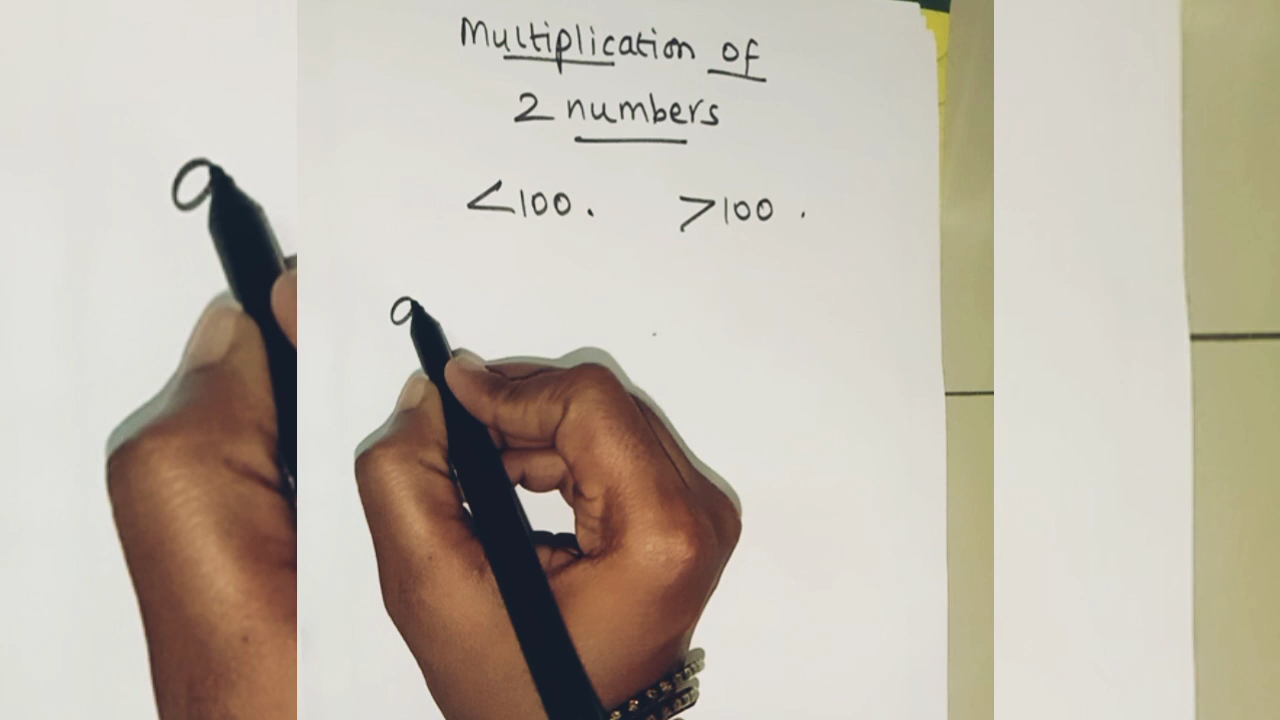 Multiplication of
2 numbers
<100. >100.